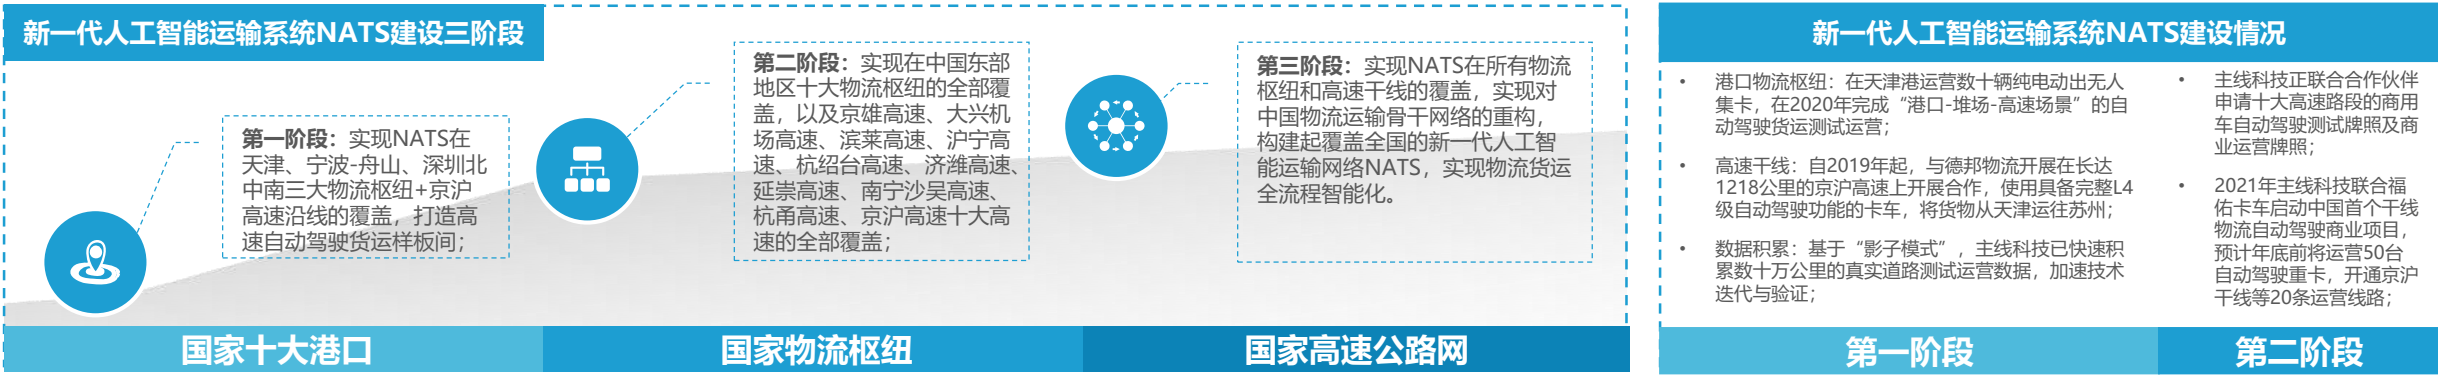 新一代人工智能运输系统NATS建设三阶段
第一阶段：实现NATS在
天津、宁波-舟山、深圳北
中南三大物流枢纽+京沪
高速沿线的覆盖，打造高
速自动驾驶货运样板间；
第二阶段：实现在中国东部
地区十大物流枢纽的全部覆
盖，以及京雄高速、大兴机
场高速、滨莱高速、沪宁高
速、杭绍台高速、济潍高速、
延崇高速、南宁沙吴高速、
杭甬高速、京沪高速十大高
速的全部覆盖；
第三阶段：实现NATS在所有物流
枢纽和高速干线的覆盖，实现对
中国物流运输骨干网络的重构，
构建起覆盖全国的新一代人工智
能运输网络NATS，实现物流货运
全流程智能化。
国家十大港口
国家物流枢纽
国家高速公路网
新一代人工智能运输系统NATS建设情况
• 港口物流枢纽：在天津港运营数十辆纯电动出无人
集卡，在2020年完成“港口-堆场-高速场景”的自
动驾驶货运测试运营；
• 高速干线：自2019年起，与德邦物流开展在长达
1218公里的京沪高速上开展合作，使用具备完整L4
级自动驾驶功能的卡车，将货物从天津运往苏州；
• 数据积累：基于“影子模式”，主线科技已快速积
累数十万公里的真实道路测试运营数据，加速技术
迭代与验证；
• 主线科技正联合合作伙伴
申请十大高速路段的商用
车自动驾驶测试牌照及商
业运营牌照；
• 2021年主线科技联合福
佑卡车启动中国首个干线
物流自动驾驶商业项目，
预计年底前将运营50台
自动驾驶重卡，开通京沪
干线等20条运营线路；
第一阶段
第二阶段